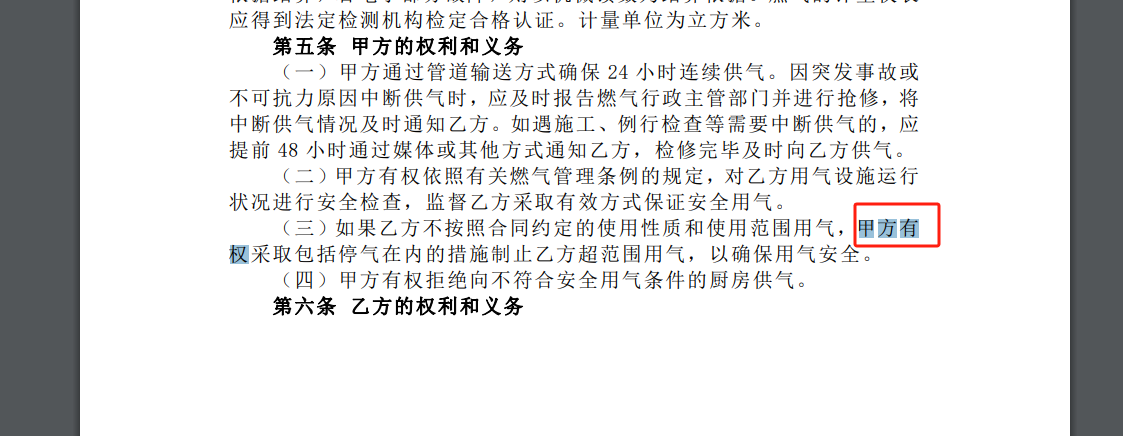 应得到法定检测机构检定合格认证。计量单位为立方米。
第五条 甲方的权利和义务
（一）甲方通过管道输送方式确保 24 小时连续供气。因突发事故或
不可抗力原因中断供气时，应及时报告燃气行政主管部门并进行抢修，将
中断供气情况及时通知乙方。如遇施工、例行检查等需要中断供气的，应
提前 48 小时通过媒体或其他方式通知乙方，检修完毕及时向乙方供气。
（二）甲方有权依照有关燃气管理条例的规定，对乙方用气设施运行
状况进行安全检查，监督乙方采取有效方式保证安全用气。
（三）如果乙方不按照合同约定的使用性质和使用范围用气，甲方有
权采取包括停气在内的措施制止乙方超范围用气，以确保用气安全。
（四）甲方有权拒绝向不符合安全用气条件的厨房供气。
第六条 乙方的权利和义务